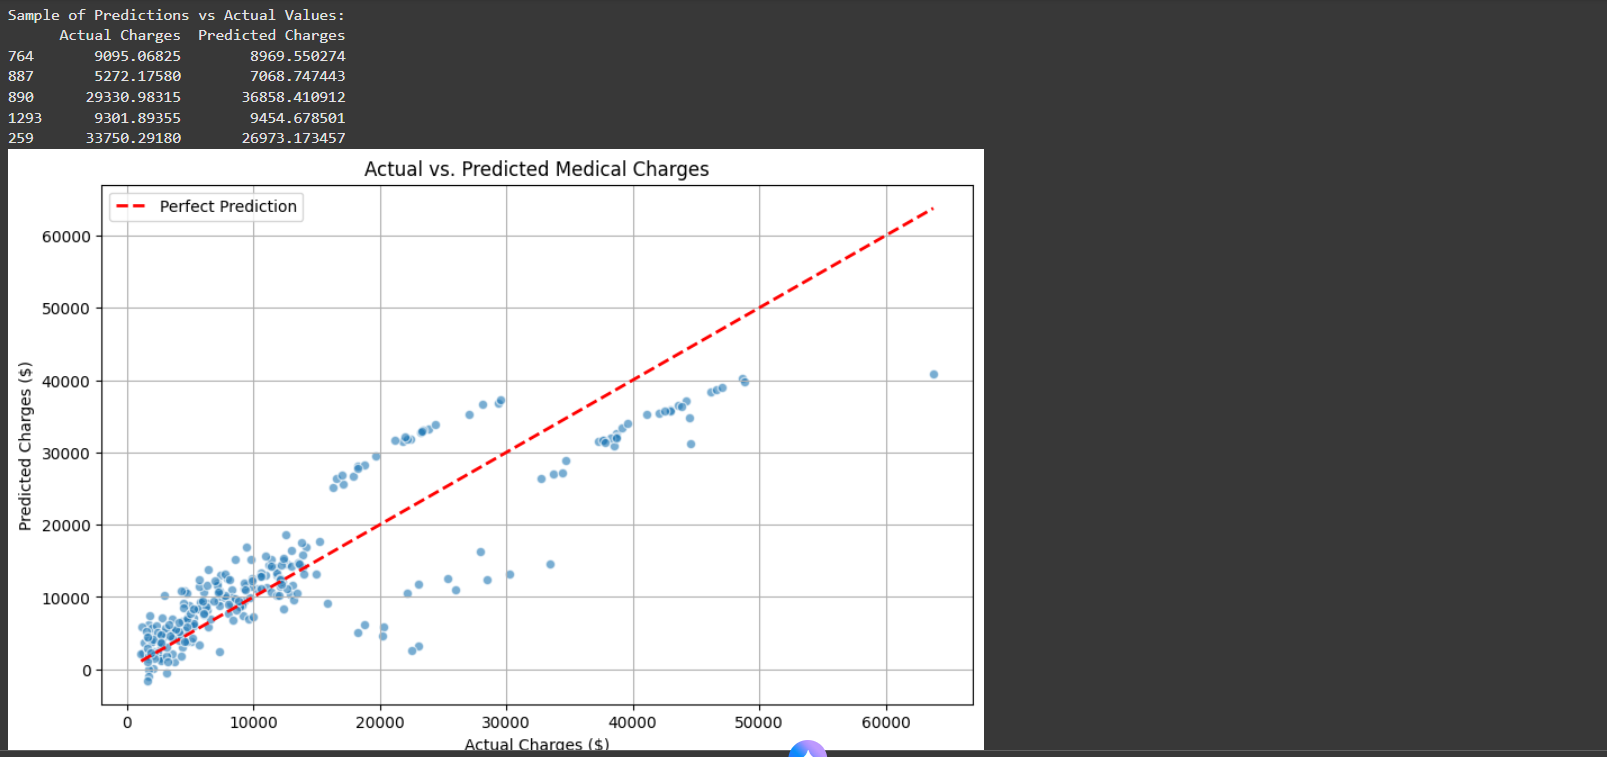 Sample of Predictions vs Actual Values:
Actual Charges Predicted Charges
764 9095.06825 8969.550274
887 5272.17580 7068.747443
890 29330.98315 36858.410912
1293 9301.89355 9454.678501
259 33750.29180 26973.173457
Actual vs. Predicted Medical Charges
Perfect Prediction
60000
50000
40000
30000
20000
10000
0
Predicted Charges ($)
0 10000 20000 30000 40000 50000 60000
Actual Charges ($)